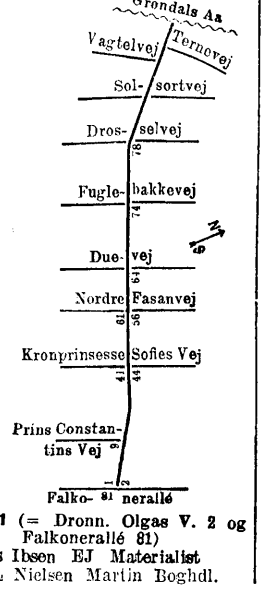 Grøndals Aa
Vagtelvej Ternevej
Sol- sortvej
Dros- selvej
78
Fugle- bakkevej
74
N
S
Due- vej
64
Nordre Fasanvej
61 56
Kronprinsesse Sofies Vej
41 44
Prins Constan-
tins Vej 9
1 2
Falko- 81 nerallé
1 (= Dronn. Olgas V. 2 og
Falkonerallé 81)
s Ibsen EJ Materialist
Nielsen Martin Boghdl.